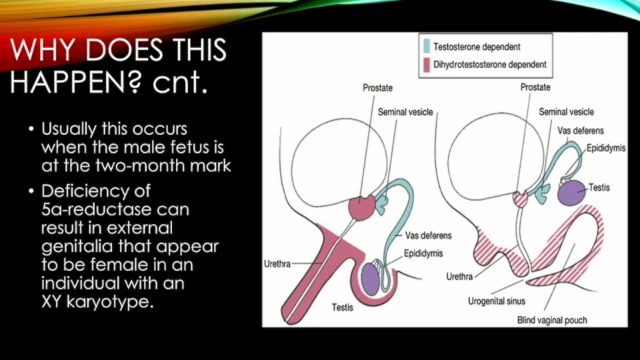 WHY DOES THIS
HAPPEN? cnt.
• Usually this occurs
when the male fetus is
at the two-month mark
• Deficiency of
5a-reductase can
result in external
genitalia that appear
to be female in an
individual with an
XY karyotype.
Testosterone dependent
Dihydrotestosterone dependent
Prostate
Seminal vesicle
Vas deferens
Epididymis
Urethra
Testis
Prostate
Seminal vesicle
Vas deferens
Epididymis
Testis
Urethra
Urogenital sinus
Blind vaginal pouch